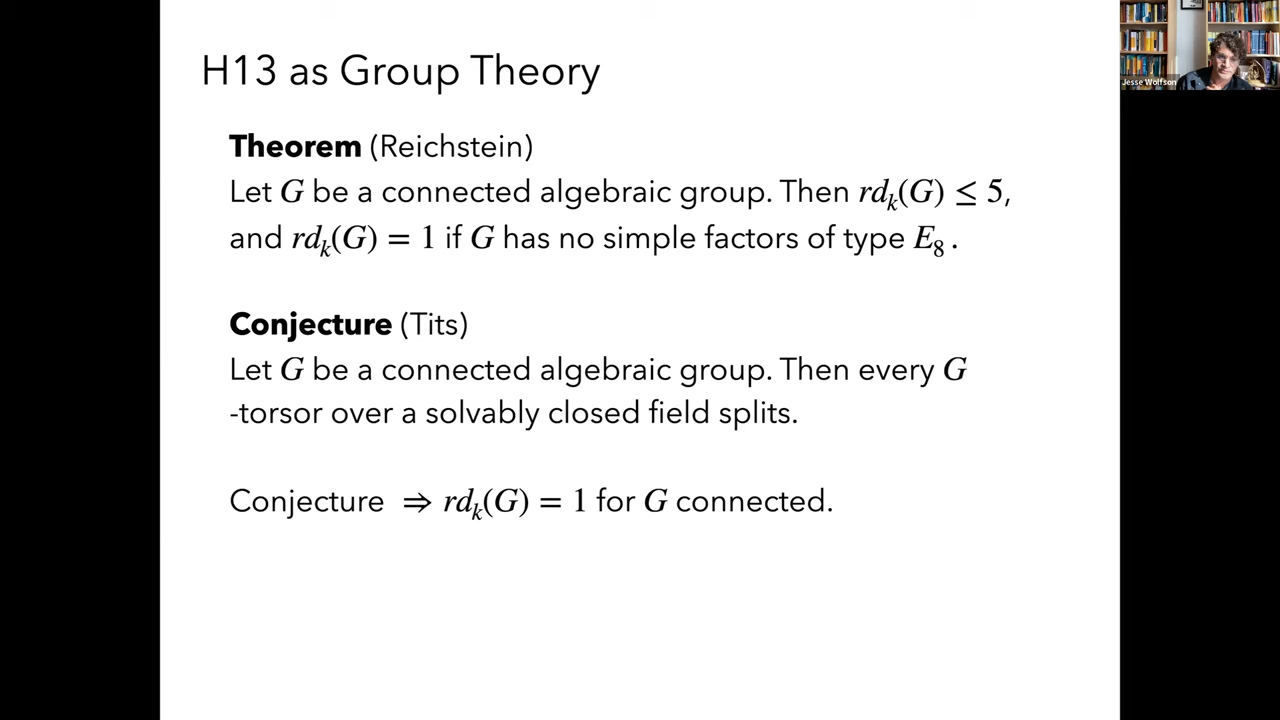 H13 as Group Theory
Jesse Wolfson
Theorem (Reichstein)
Let G be a connected algebraic group. Then rdₖ(G) ≤ 5,
and rdₖ(G) = 1 if G has no simple factors of type E₈.
Conjecture (Tits)
Let G be a connected algebraic group. Then every G
-torsor over a solvably closed field splits.
Conjecture ⇒ rdₖ(G) = 1 for G connected.